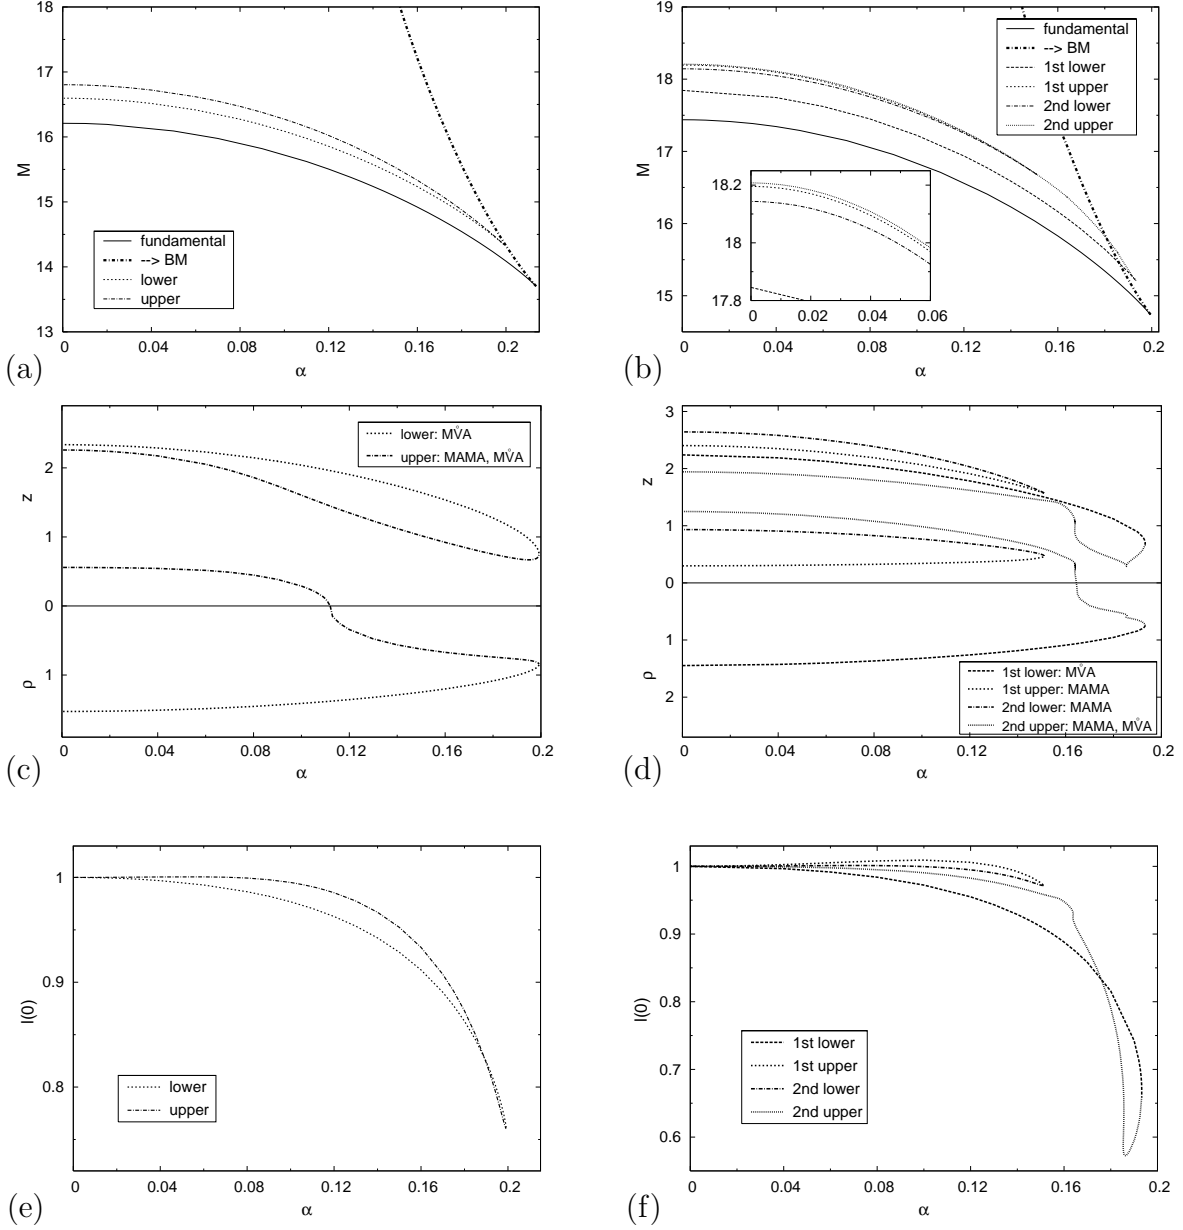 18
17
16
15
14
13
M
0
0.04
0.08
0.12
0.16
0.2
α
fundamental
--> BM
lower
upper
(a)
19
18
17
16
15
M
0
0.04
0.08
0.12
0.16
0.2
α
fundamental
--> BM
1st lower
1st upper
2nd lower
2nd upper
18.2
18
17.8
0
0.02
0.04
0.06
(b)
2
1
0
1
z
ρ
0
0.04
0.08
0.12
0.16
0.2
α
lower: MV̊A
upper: MAMA, MV̊A
(c)
3
2
1
0
1
2
z
ρ
0
0.04
0.08
0.12
0.16
0.2
α
1st lower: MV̊A
1st upper: MAMA
2nd lower: MAMA
2nd upper: MAMA, MV̊A
(d)
1
0.9
0.8
l(0)
0
0.04
0.08
0.12
0.16
0.2
α
lower
upper
(e)
1
0.9
0.8
0.7
0.6
l(0)
0
0.04
0.08
0.12
0.16
0.2
α
1st lower
1st upper
2nd lower
2nd upper
(f)